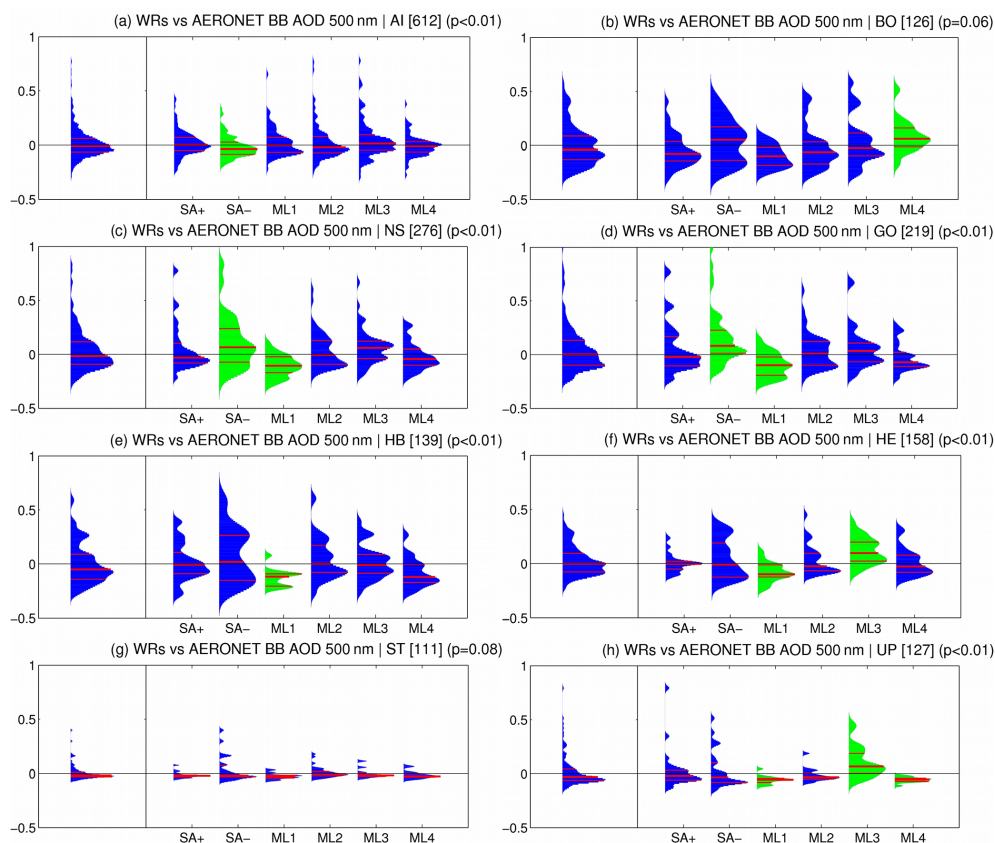 (a) WRs vs AERONET BB AOD 500 nm | AI [612] (p<0.01)
1
0.5
0
−0.5
SA+ SA− ML1 ML2 ML3 ML4
(b) WRs vs AERONET BB AOD 500 nm | BO [126] (p=0.06)
1
0.5
0
−0.5
SA+ SA− ML1 ML2 ML3 ML4
(c) WRs vs AERONET BB AOD 500 nm | NS [276] (p<0.01)
1
0.5
0
−0.5
SA+ SA− ML1 ML2 ML3 ML4
(d) WRs vs AERONET BB AOD 500 nm | GO [219] (p<0.01)
1
0.5
0
−0.5
SA+ SA− ML1 ML2 ML3 ML4
(e) WRs vs AERONET BB AOD 500 nm | HB [139] (p<0.01)
1
0.5
0
−0.5
SA+ SA− ML1 ML2 ML3 ML4
(f) WRs vs AERONET BB AOD 500 nm | HE [158] (p<0.01)
1
0.5
0
−0.5
SA+ SA− ML1 ML2 ML3 ML4
(g) WRs vs AERONET BB AOD 500 nm | ST [111] (p=0.08)
1
0.5
0
−0.5
SA+ SA− ML1 ML2 ML3 ML4
(h) WRs vs AERONET BB AOD 500 nm | UP [127] (p<0.01)
1
0.5
0
−0.5
SA+ SA− ML1 ML2 ML3 ML4